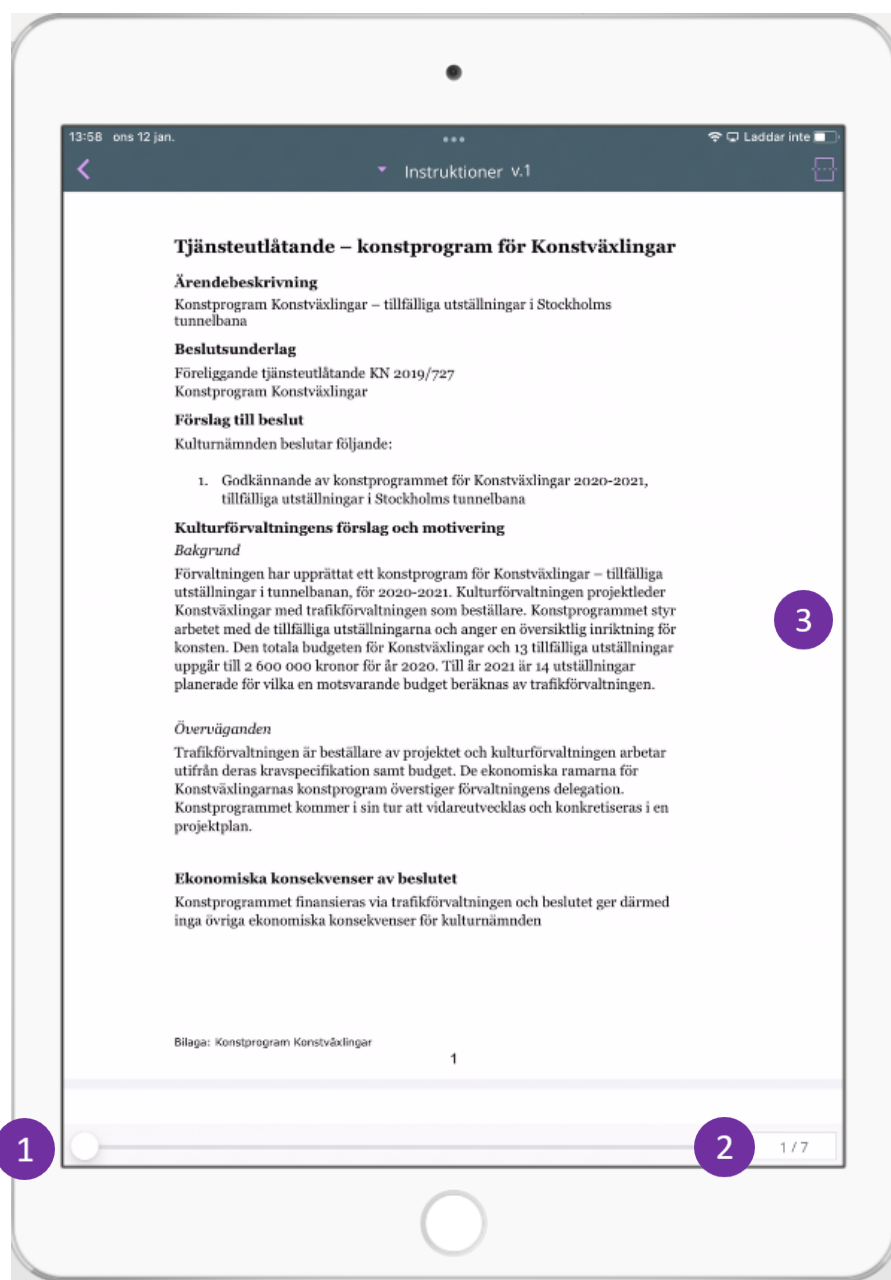 13:58 ons 12 jan.
Laddar inte
Instruktioner v.1
Tjänsteutlåtande – konstprogram för Konstväxlingar
Ärendebeskrivning
Konstprogram Konstväxlingar – tillfälliga utställningar i Stockholms
tunnelbana
Beslutsunderlag
Föreliggande tjänsteutlåtande KN 2019/727
Konstprogram Konstväxlingar
Förslag till beslut
Kulturnämnden beslutar följande:
1. Godkännande av konstprogrammet för Konstväxlingar 2020-2021,
tillfälliga utställningar i Stockholms tunnelbana
Kulturförvaltningens förslag och motivering
Bakgrund
Förvaltningen har upprättat ett konstprogram för Konstväxlingar – tillfälliga
utställningar i tunnelbanan, för 2020-2021. Kulturförvaltningen projektleder
Konstväxlingar med trafikförvaltningen som beställare. Konstprogrammet styr
arbetet med de tillfälliga utställningarna och anger en översiktlig inriktning för
konsten. Den totala budgeten för Konstväxlingar och 13 tillfälliga utställningar
uppgår till 2 600 000 kronor för år 2020. Till år 2021 är 14 utställningar
planerade för vilka en motsvarande budget beräknas av trafikförvaltningen.
3
Överväganden
Trafikförvaltningen är beställare av projektet och kulturförvaltningen arbetar
utifrån deras kravspecifikation samt budget. De ekonomiska ramarna för
Konstväxlingarnas konstprogram överstiger förvaltningens delegation.
Konstprogrammet kommer i sin tur att vidareutvecklas och konkretiseras i en
projektplan.
Ekonomiska konsekvenser av beslutet
Konstprogrammet finansieras via trafikförvaltningen och beslutet ger därmed
inga övriga ekonomiska konsekvenser för kulturnämnden
Bilaga: Konstprogram Konstväxlingar
1
1
2
1 / 7